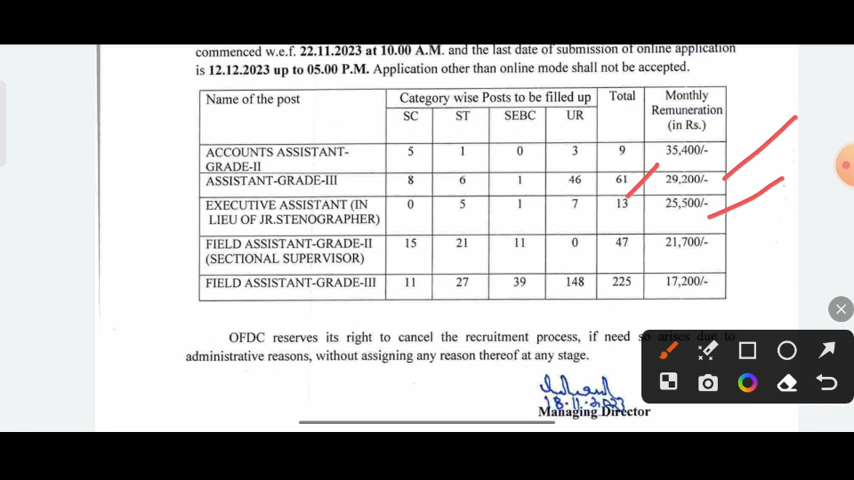 commenced w.e.f. 22.11.2023 at 10.00 A.M. and the last date of submission of online application
is 12.12.2023 up to 05.00 P.M. Application other than online mode shall not be accepted.
Name of the post Category wise Posts to be filled up Total Monthly Remuneration (in Rs.)
SC ST SEBC UR
ACCOUNTS ASSISTANT- 5 1 0 3 9 35,400/-
GRADE-II
ASSISTANT-GRADE-III 8 6 1 46 61 29,200/-
EXECUTIVE ASSISTANT (IN 0 5 1 7 13 25,500/-
LIEU OF JR.STENOGRAPHER)
FIELD ASSISTANT-GRADE-II 15 21 11 0 47 21,700/-
(SECTIONAL SUPERVISOR)
FIELD ASSISTANT-GRADE-III 11 27 39 148 225 17,200/-
OFDC reserves its right to cancel the recruitment process, if need so arises due to
administrative reasons, without assigning any reason thereof at any stage.
18.11.2023
Managing Director